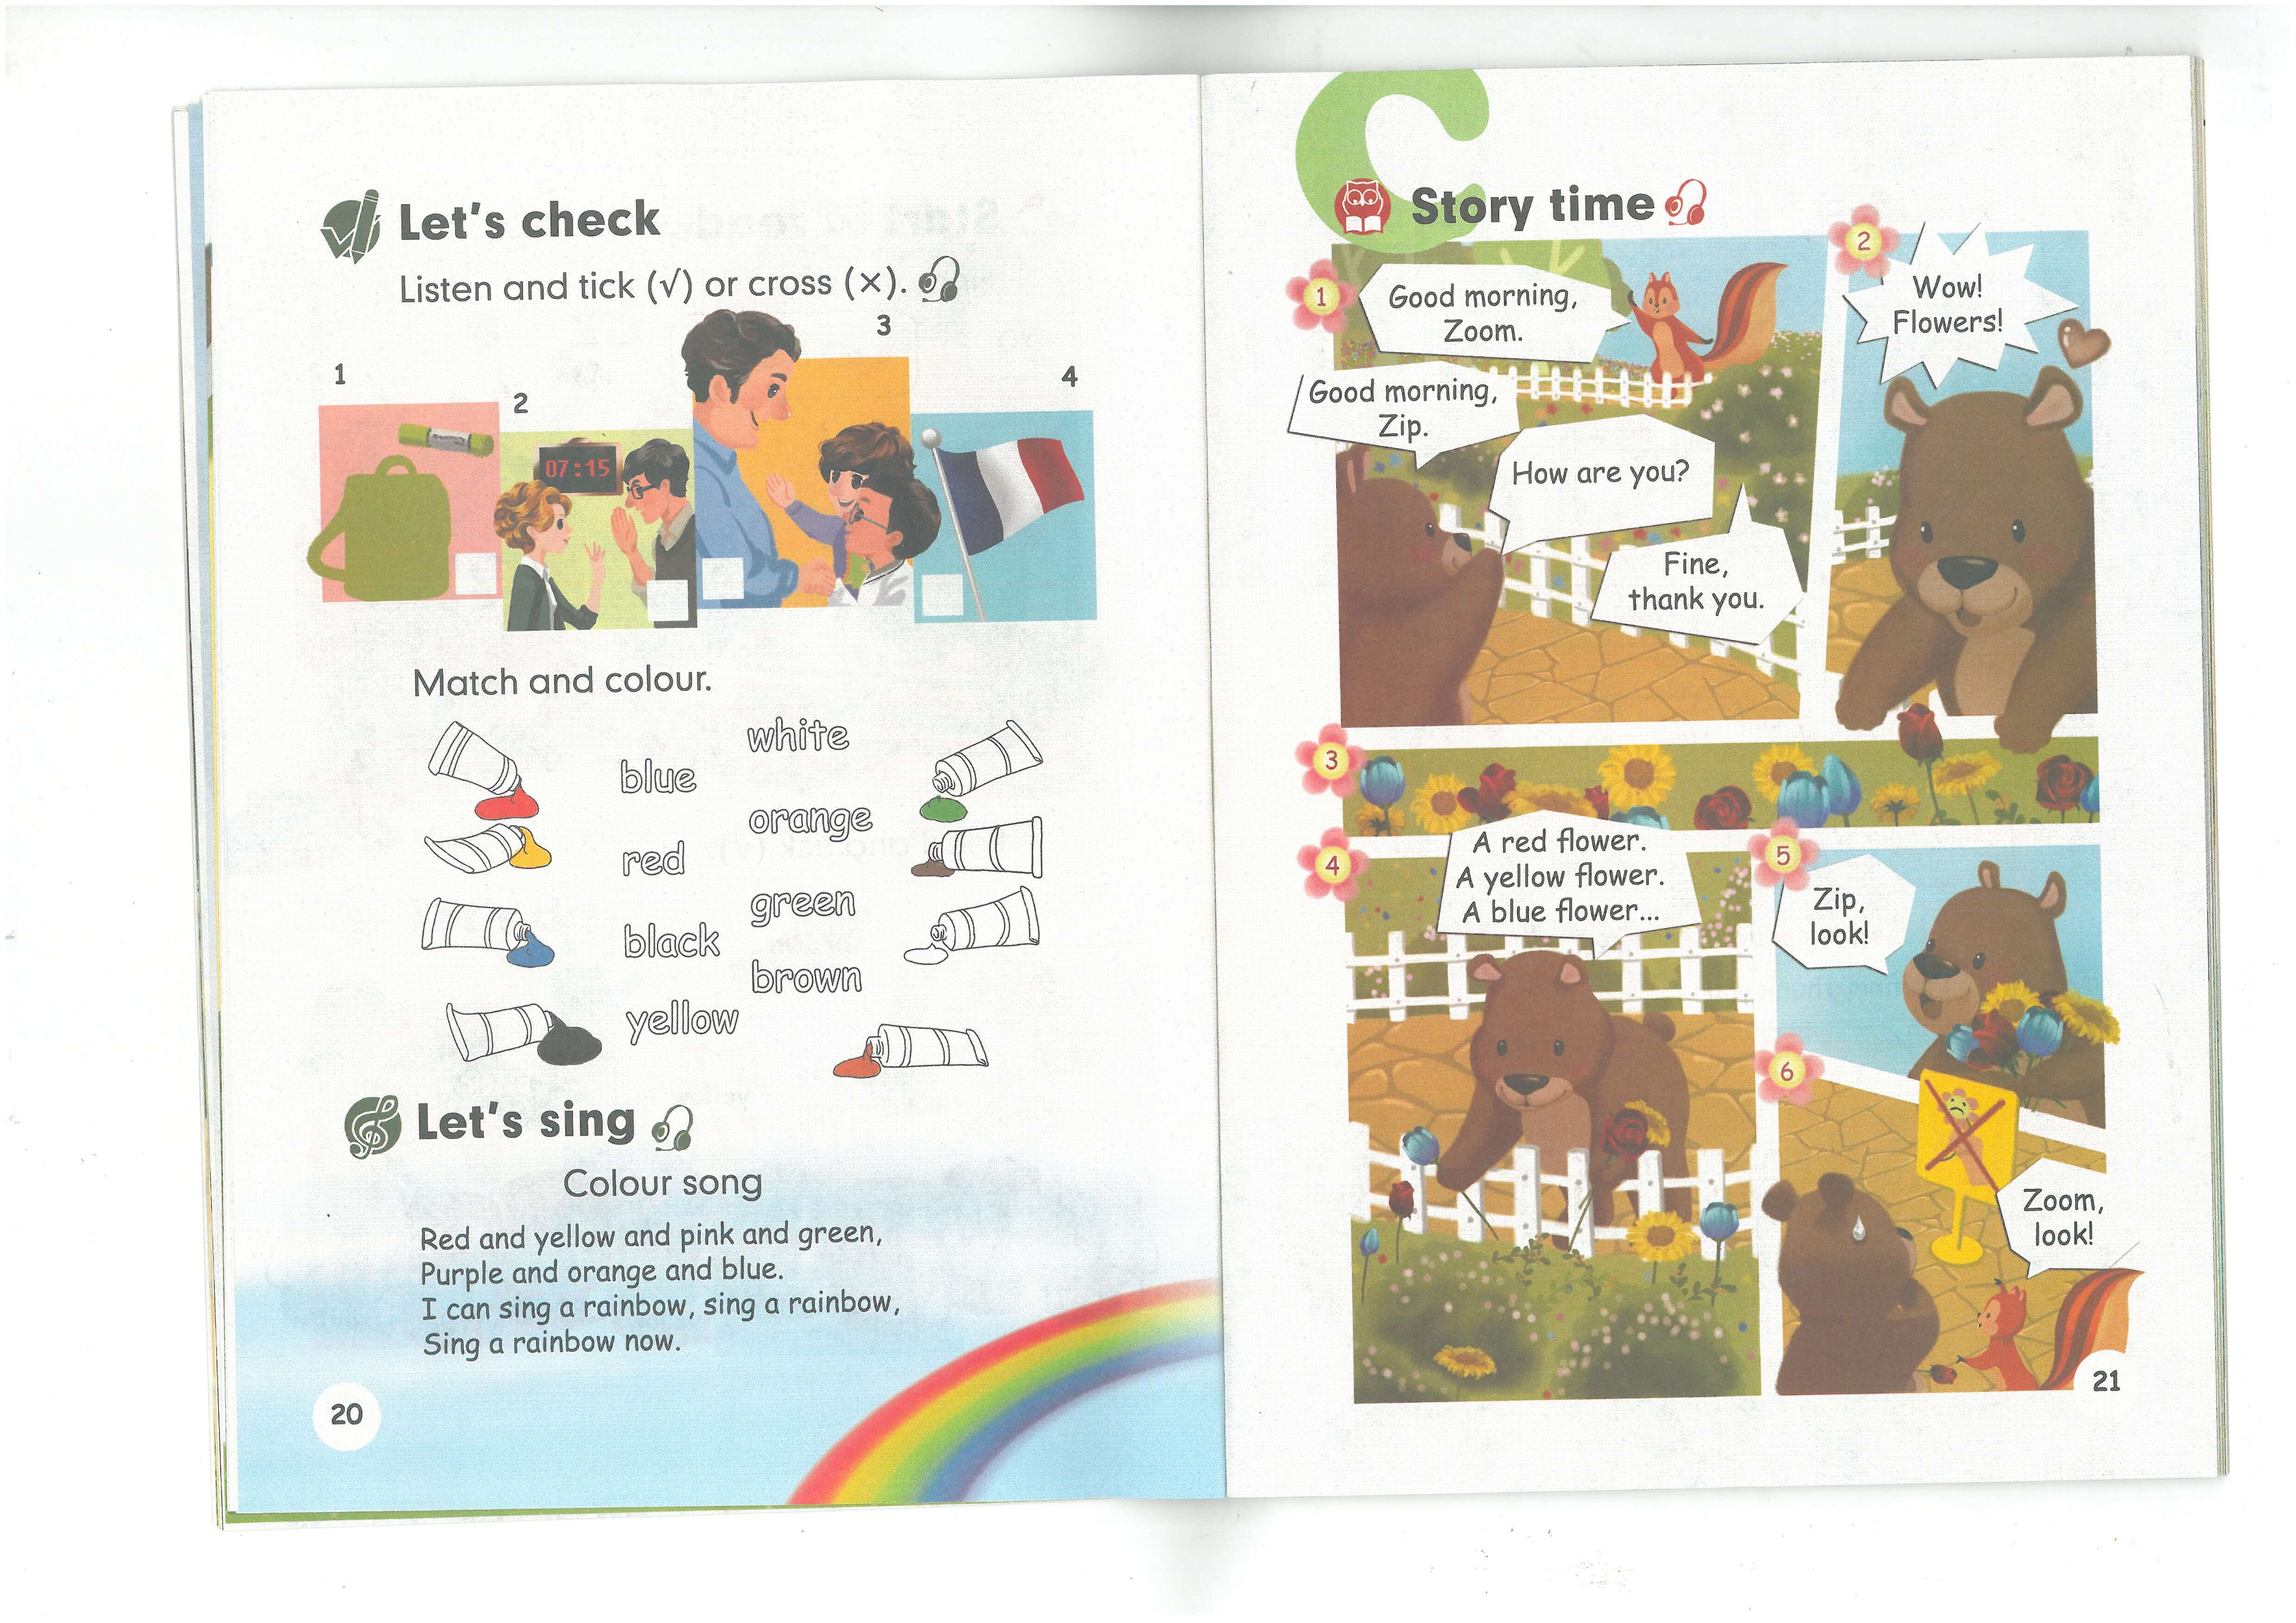 Let's check
Listen and tick (√) or cross (×).
1
2
3
4
07:15
Match and colour.
white
blue
orange
red
green
black
brown
yellow
Let's sing
Colour song
Red and yellow and pink and green,
Purple and orange and blue.
I can sing a rainbow, sing a rainbow,
Sing a rainbow now.
20
C
Story time
1
Good morning,
Zoom.
Good morning,
Zip.
How are you?
Fine,
thank you.
2
Wow!
Flowers!
3
4
A red flower.
A yellow flower.
A blue flower...
5
Zip,
look!
6
Zoom,
look!
21